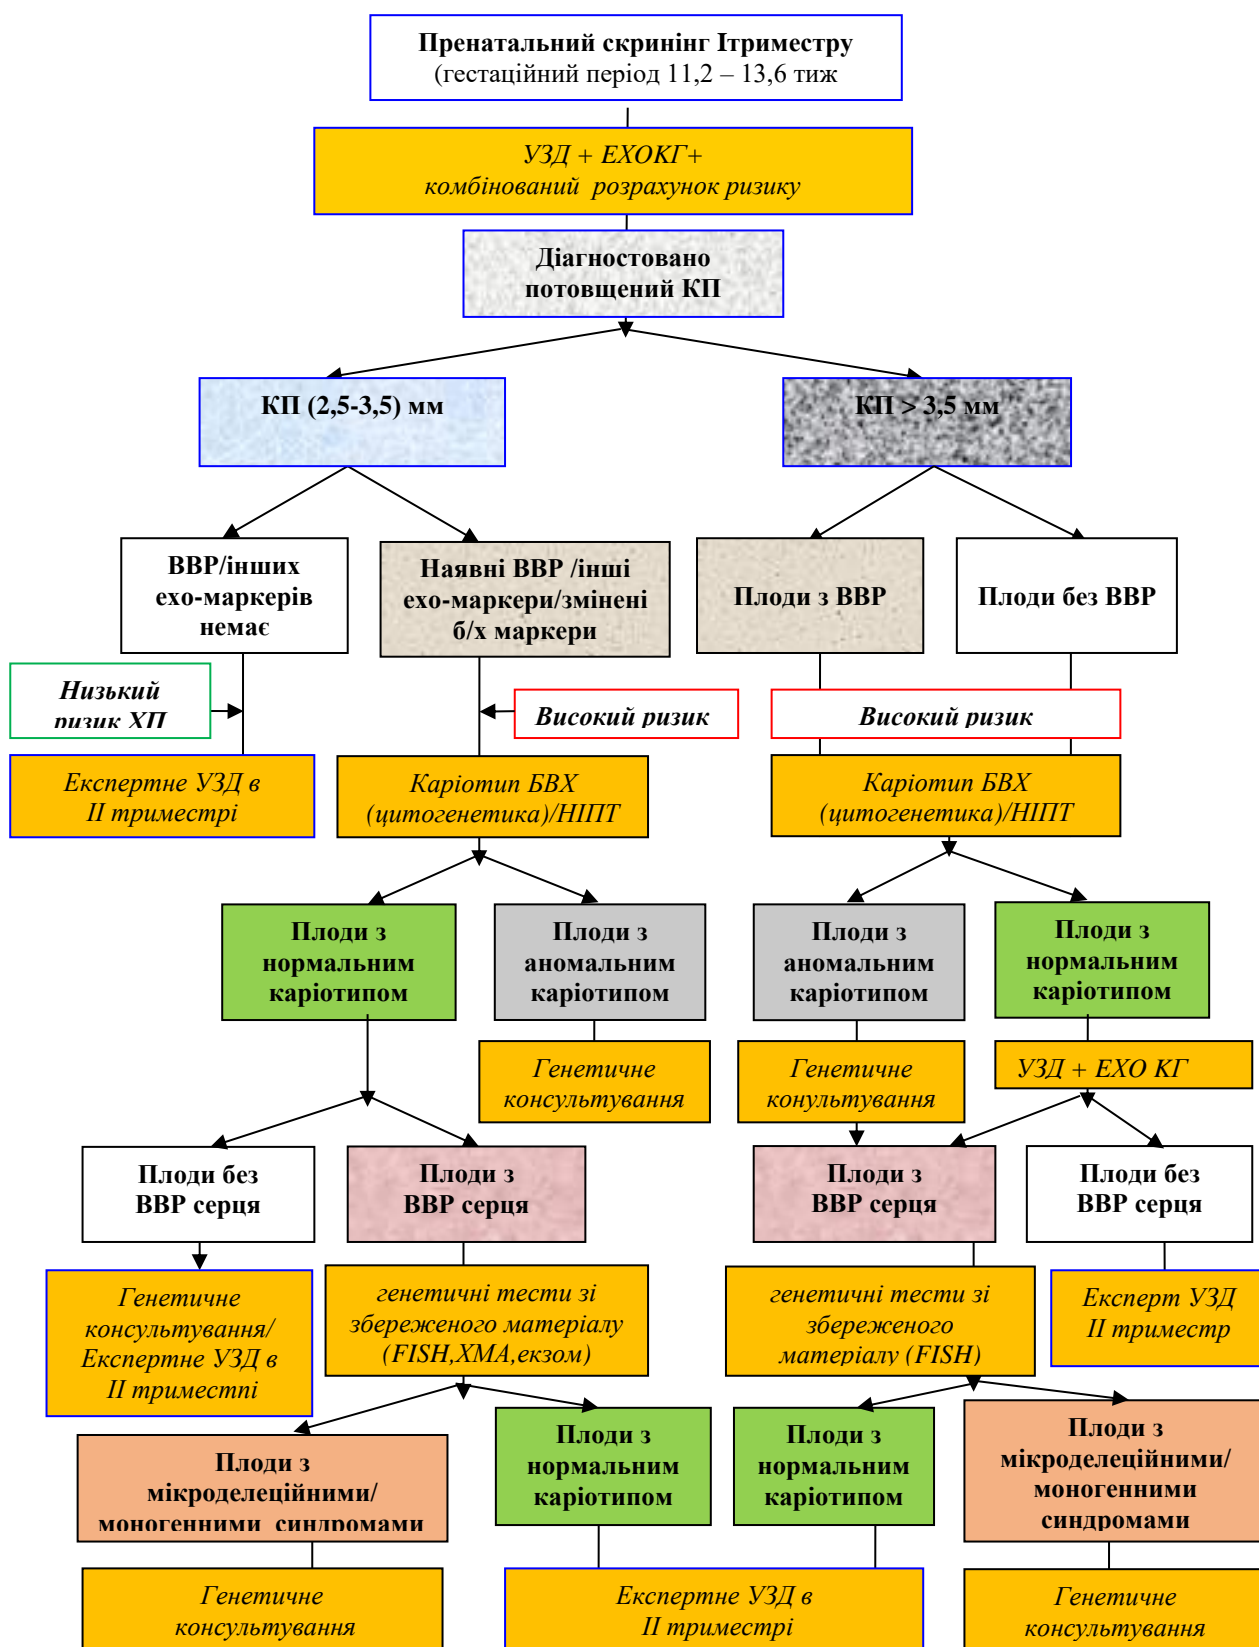 Пренатальний скринінг Ітриместру
(гестаційний період 11,2 – 13,6 тиж
УЗД + ЕХОКГ+
комбінований розрахунок ризику
Діагностовано
потовщений КП
КП (2,5-3,5) мм
КП > 3,5 мм
ВВР/інших
ехо-маркерів
немає
Наявні ВВР /інші
ехо-маркери/змінені
б/х маркери
Плоди з ВВР
Плоди без ВВР
Низький
ризик ХП
Високий ризик
Високий ризик
Експертне УЗД в
ІІ триместрі
Каріотип БВХ
(цитогенетика)/НІПТ
Каріотип БВХ
(цитогенетика)/НІПТ
Плоди з
нормальним
каріотипом
Плоди з
аномальним
каріотипом
Плоди з
аномальним
каріотипом
Плоди з
нормальним
каріотипом
Генетичне
консультування
Генетичне
конультування
УЗД + ЕХО КГ
Плоди без
ВВР серця
Плоди з
ВВР серця
Плоди з
ВВР серця
Плоди без
ВВР серця
Генетичне
консультування/
Експертне УЗД в
ІІ триместпі
генетичні тести зі
збереженого матеріалу
(FISH,ХМА,екзом)
генетичні тести зі
збереженого
матеріалу (FISH)
Експерт УЗД
ІІ триместр
Плоди з
мікроделеційними/
моногенними синдромами
Плоди з
нормальним
каріотипом
Плоди з
нормальним
каріотипом
Плоди з
мікроделеційними/
моногенними
синдромами
Генетичне
консультування
Експертне УЗД в
ІІ триместрі
Генетичне
консультування